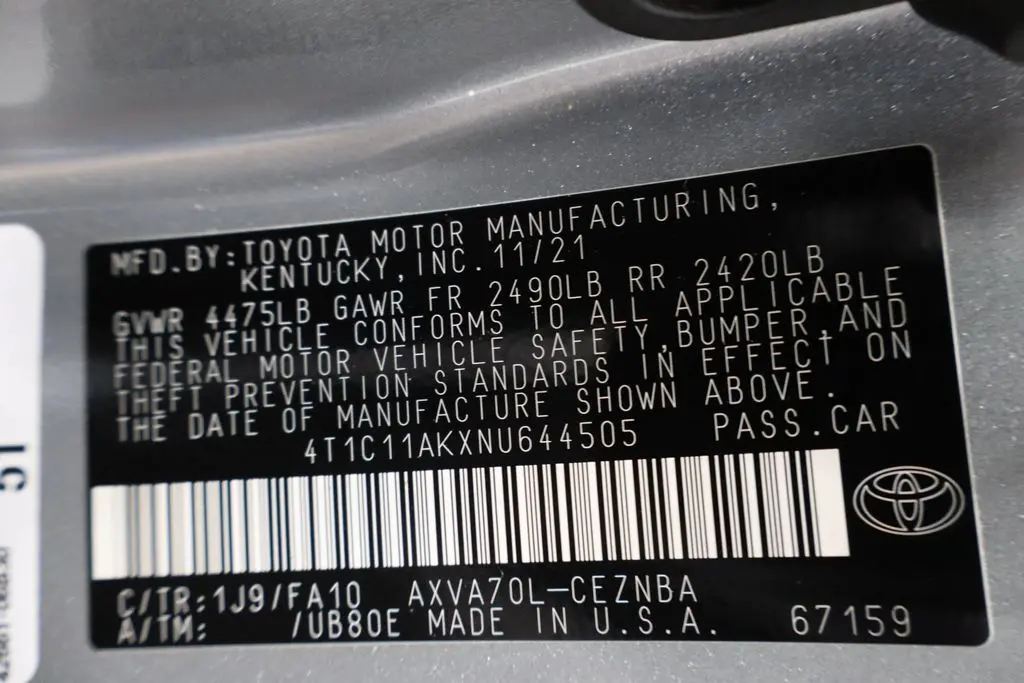 MFD.BY:TOYOTA MOTOR MANUFACTURING,
KENTUCKY,INC.11/21
GVWR 4475LB GAWR FR 2490LB RR 2420LB
THIS VEHICLE CONFORMS TO ALL APPLICABLE
FEDERAL MOTOR VEHICLE SAFETY,BUMPER,AND
THEFT PREVENTION STANDARDS IN EFFECT ON
THE DATE OF MANUFACTURE SHOWN ABOVE.
4T1C11AKXNU644505 PASS.CAR
C/TR:1J9/FA10 AXVA70L-CEZNBA
A/TM: /UB80E MADE IN U.S.A. 67159
51